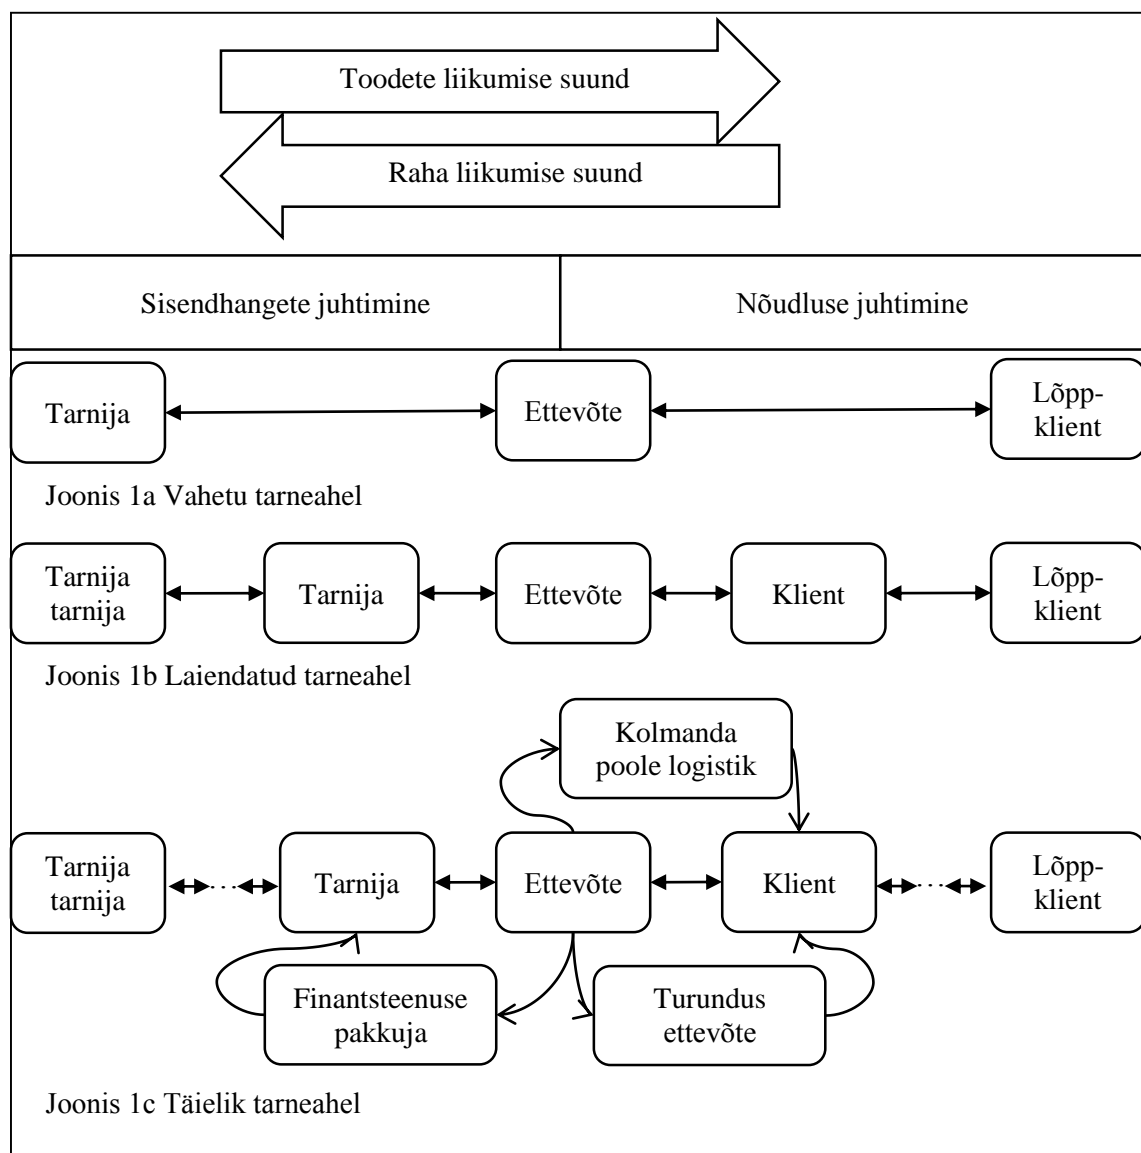 Toodete liikumise suund
Raha liikumise suund
Sisendhangete juhtimine
Nõudluse juhtimine
Tarnija
Ettevõte
Lõpp-
klient
Joonis 1a Vahetu tarneahel
Tarnija
tarnija
Tarnija
Ettevõte
Klient
Lõpp-
klient
Joonis 1b Laiendatud tarneahel
Kolmanda
poole logistik
Tarnija
tarnija
...
Tarnija
Ettevõte
Klient
...
Lõpp-
klient
Finantsteenuse
pakkuja
Turundus
ettevõte
Joonis 1c Täielik tarneahel